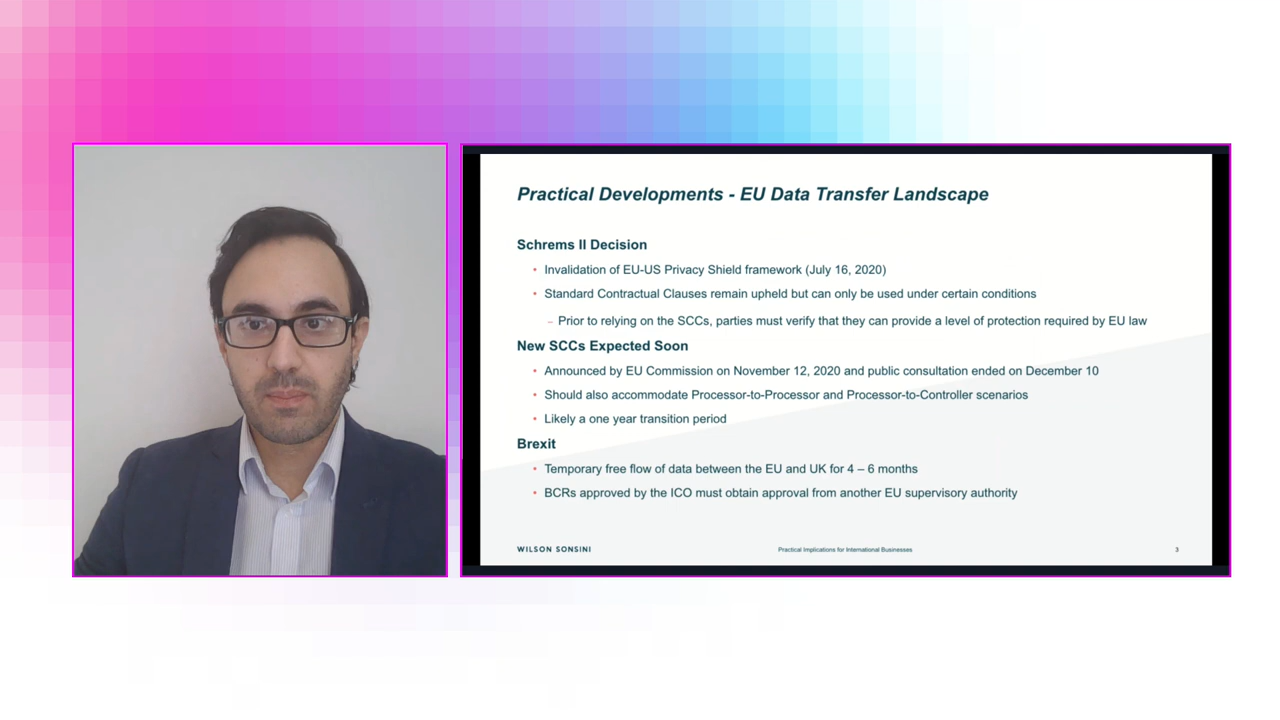 Practical Developments - EU Data Transfer Landscape
Schrems II Decision
• Invalidation of EU-US Privacy Shield framework (July 16, 2020)
• Standard Contractual Clauses remain upheld but can only be used under certain conditions
– Prior to relying on the SCCs, parties must verify that they can provide a level of protection required by EU law
New SCCs Expected Soon
• Announced by EU Commission on November 12, 2020 and public consultation ended on December 10
• Should also accommodate Processor-to-Processor and Processor-to-Controller scenarios
• Likely a one year transition period
Brexit
• Temporary free flow of data between the EU and UK for 4 – 6 months
• BCRs approved by the ICO must obtain approval from another EU supervisory authority
WILSON SONSINI
Practical Implications for International Businesses
3